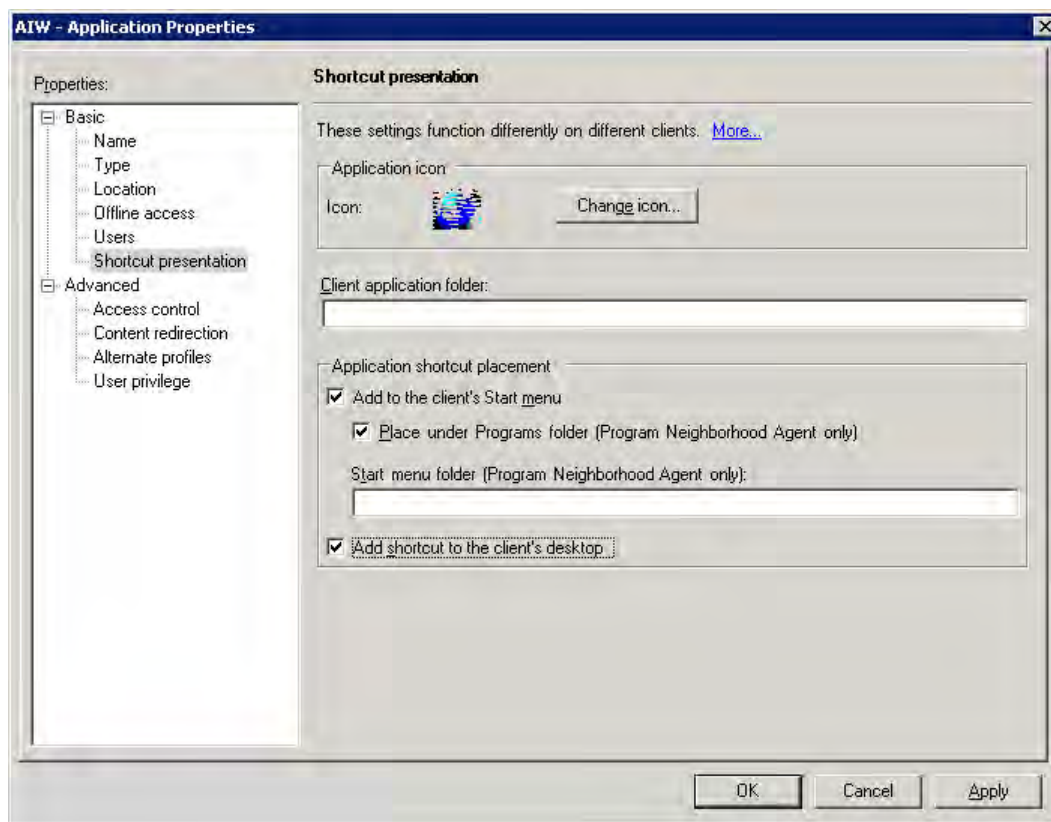 AIW - Application Properties
Properties:
Basic
Name
Type
Location
Offline access
Users
Shortcut presentation
Advanced
Access control
Content redirection
Alternate profiles
User privilege
Shortcut presentation
These settings function differently on different clients. More...
Application icon
Icon:
Change icon...
Client application folder:
Application shortcut placement
Add to the client's Start menu
Place under Programs folder (Program Neighborhood Agent only)
Start menu folder (Program Neighborhood Agent only):
Add shortcut to the client's desktop
OK
Cancel
Apply